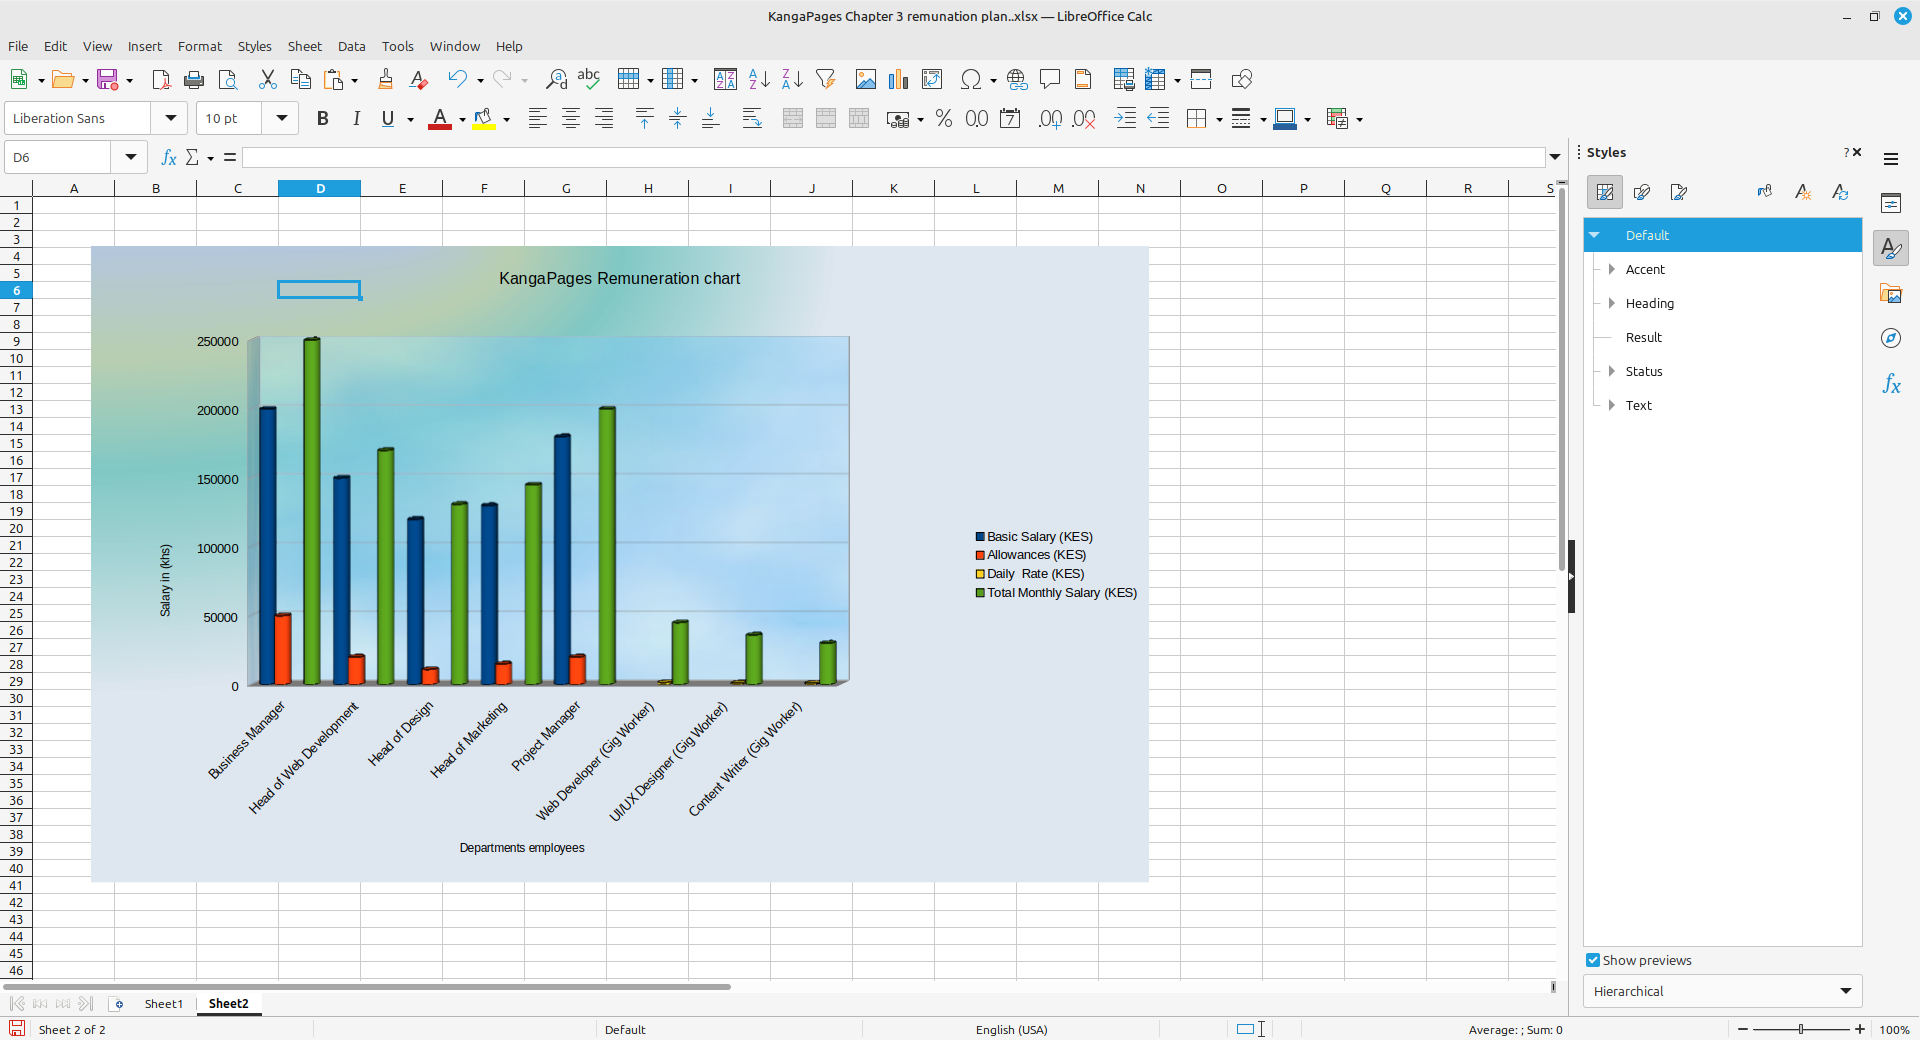 KangaPages Chapter 3 remunation plan..xlsx — LibreOffice Calc
File Edit View Insert Format Styles Sheet Data Tools Window Help
Liberation Sans 10 pt
D6
Styles
A B C D E F G H I J K L M N O P Q R S
1
2
3
4
5
6
7
8
9
10
11
12
13
14
15
16
17
18
19
20
21
22
23
24
25
26
27
28
29
30
31
32
33
34
35
36
37
38
39
40
41
42
43
44
45
46
KangaPages Remuneration chart
250000
200000
150000
100000
50000
0
Salary in (khs)
Business Manager
Head of Web Development
Head of Design
Head of Marketing
Project Manager
Web Developer (Gig Worker)
UI/UX Designer (Gig Worker)
Content Writer (Gig Worker)
Departments employees
Basic Salary (KES)
Allowances (KES)
Daily  Rate (KES)
Total Monthly Salary (KES)
Default
Accent
Heading
Result
Status
Text
Show previews
Hierarchical
Sheet1 Sheet2
Sheet 2 of 2 Default English (USA) Average: ; Sum: 0 100%